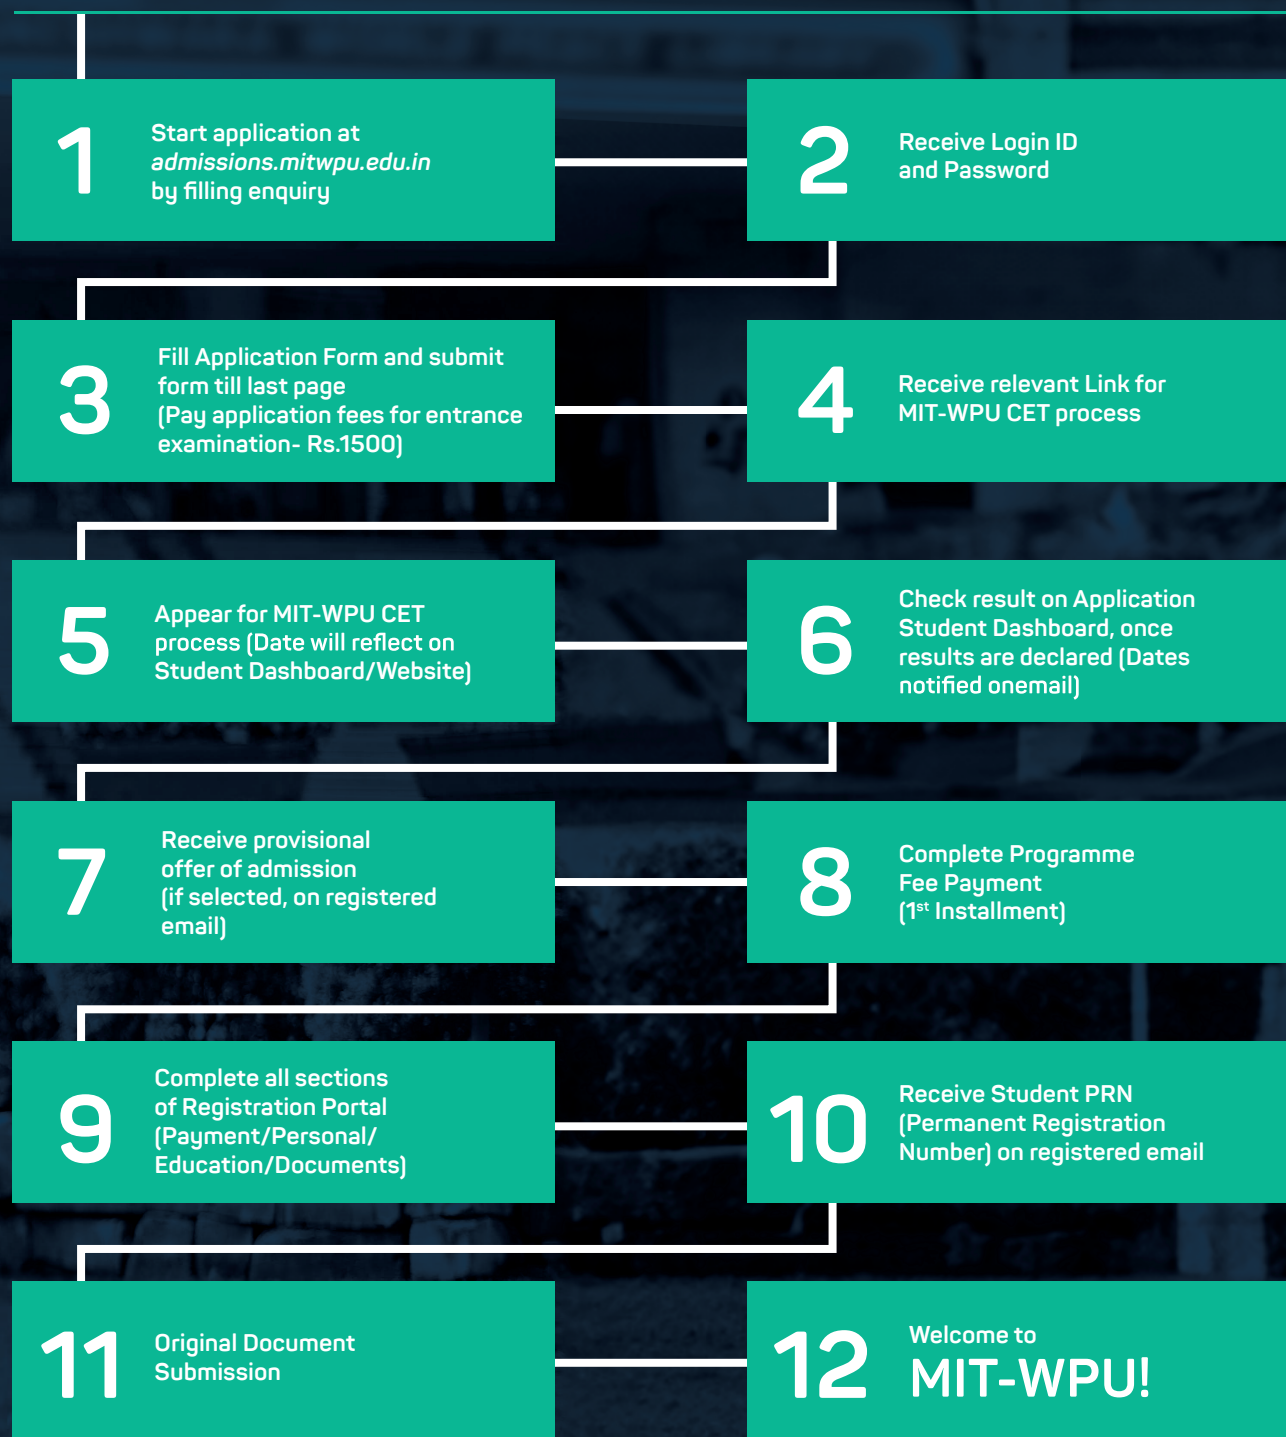 1
Start application at
admissions.mitwpu.edu.in
by filling enquiry
2
Receive Login ID
and Password
3
Fill Application Form and submit
form till last page
(Pay application fees for entrance
examination- Rs.1500)
4
Receive relevant Link for
MIT-WPU CET process
5
Appear for MIT-WPU CET
process (Date will reflect on
Student Dashboard/Website)
6
Check result on Application
Student Dashboard, once
results are declared (Dates
notified onemail)
7
Receive provisional
offer of admission
(if selected, on registered
email)
8
Complete Programme
Fee Payment
(1st Installment)
9
Complete all sections
of Registration Portal
(Payment/Personal/
Education/Documents)
10
Receive Student PRN
(Permanent Registration
Number) on registered email
11
Original Document
Submission
12
Welcome to
MIT-WPU!